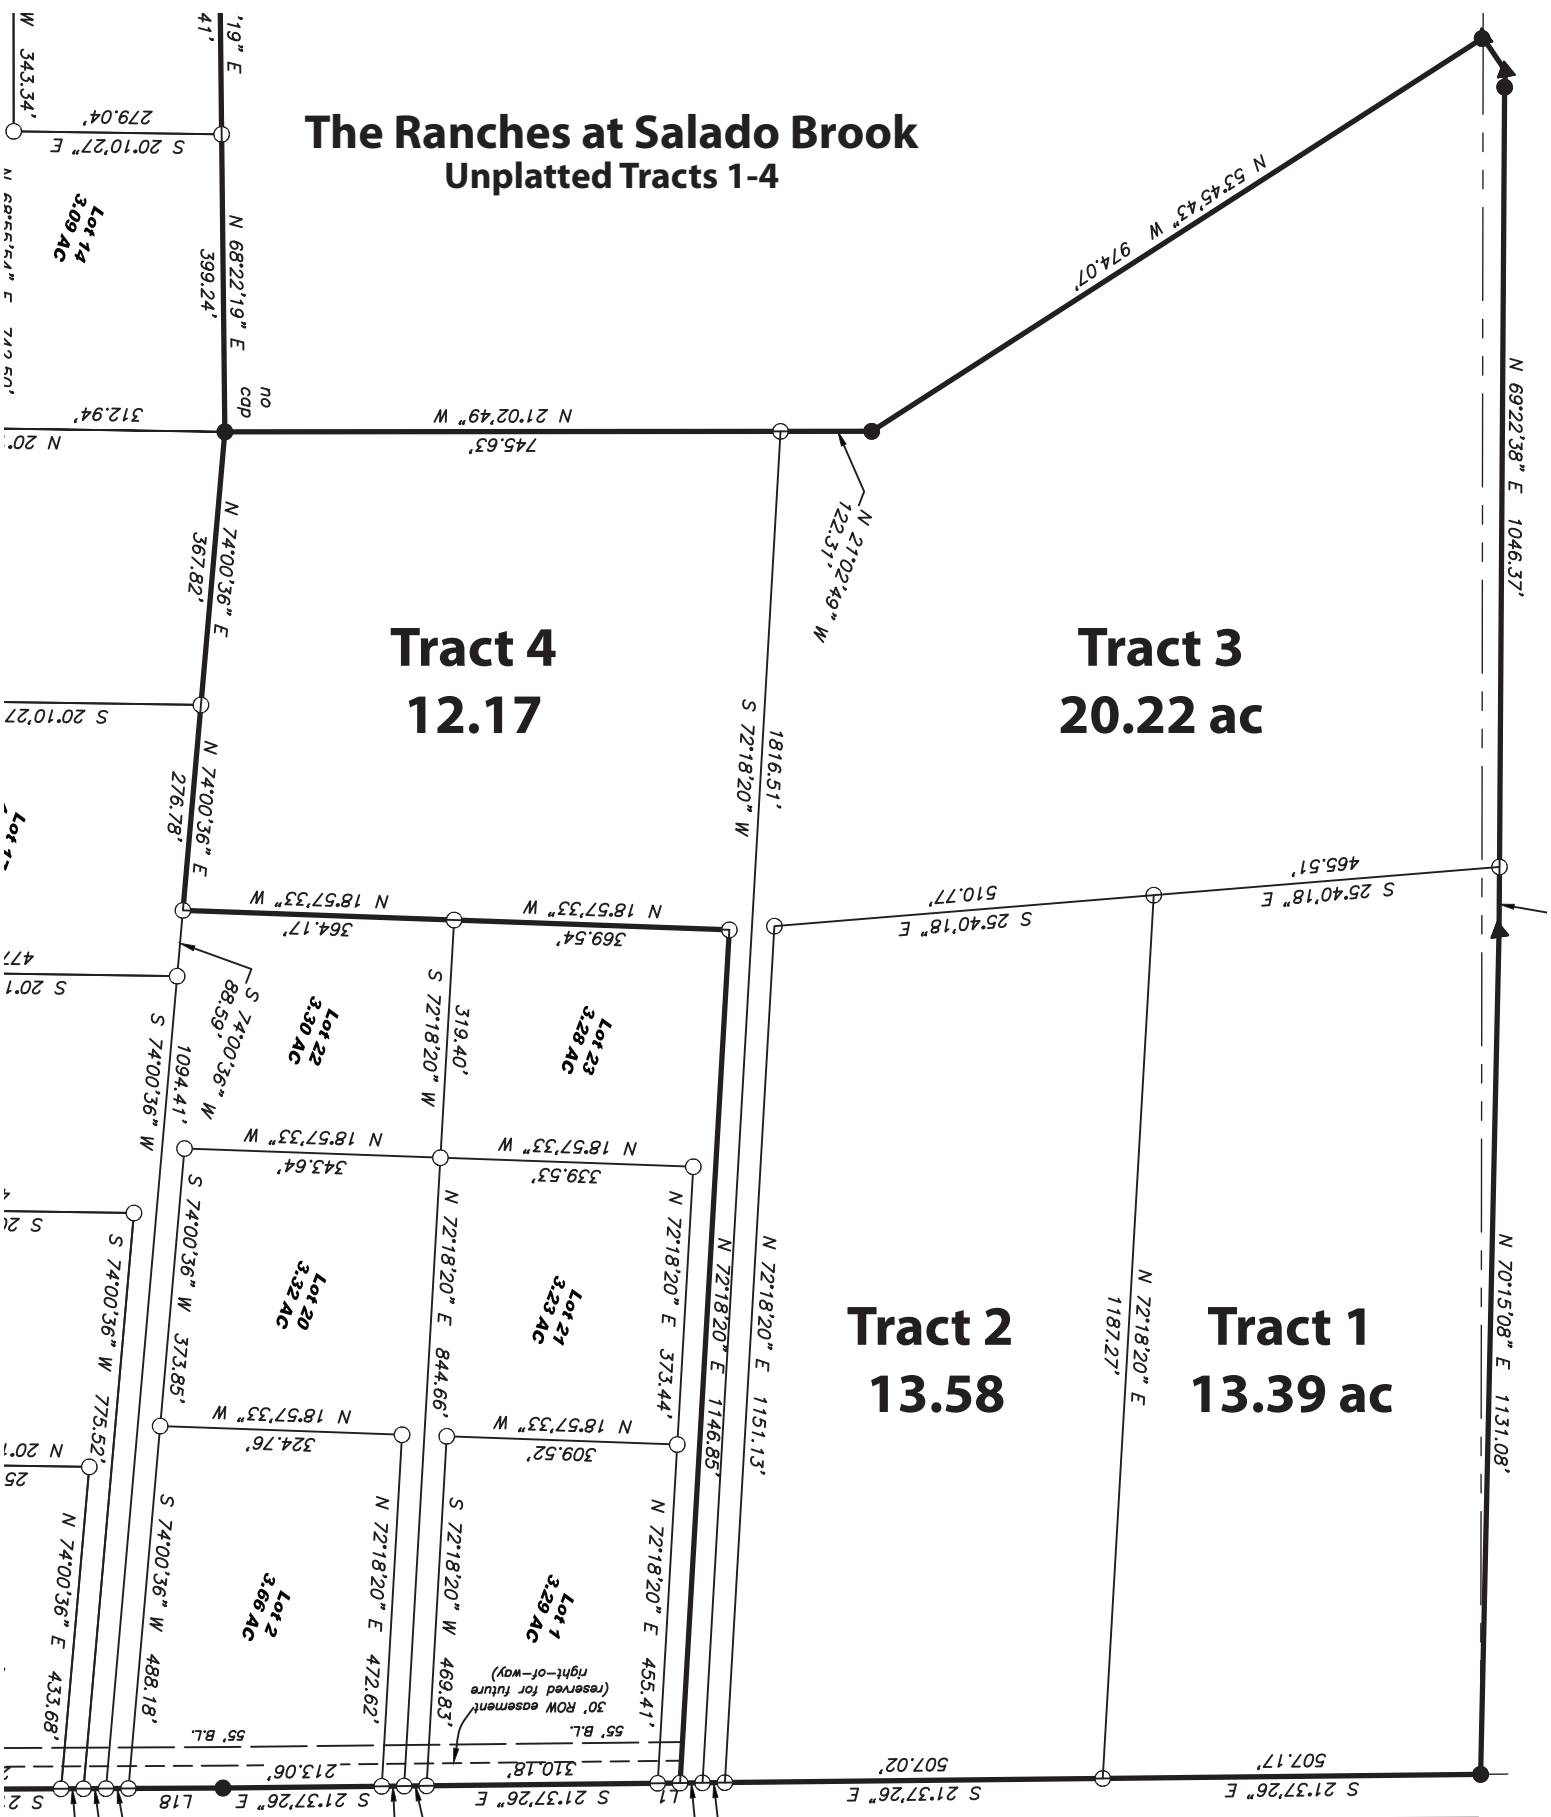 The Ranches at Salado Brook
Unplatted Tracts 1-4
'19" E
41'
W 343.34'
279.04'
S 20°10'27" E
Lot 14
3.09 AC
N 68°22'19" E
399.24'
no
cap
312.94'
N 21°02'49" W
745.63'
N 53°45'43" W 974.07'
N 69°22'38" E 1046.37'
N 21°02'49" W
122.31'
N 74°00'36" E
367.82'
Tract 4
12.17
Tract 3
20.22 ac
S 20°10'27
1816.51'
S 72°18'20" W
N 74°00'36" E
276.78'
N 18°57'33" W
364.17'
N 18°57'33" W
369.54'
510.77'
S 25°40'18" E
465.51'
S 25°40'18" E
S 74°00'36" W
88.59'
Lot 22
3.30 AC
319.40'
S 72°18'20" W
Lot 23
3.28 AC
1094.41'
S 74°00'36" W
N 18°57'33" W
343.64'
N 18°57'33" W
339.53'
S 74°00'36" W 775.52'
S 74°00'36" W 373.85'
Lot 20
3.32 AC
N 72°18'20" E 844.66'
Lot 21
3.23 AC
N 72°18'20" E 373.44'
N 72°18'20" E 1146.85'
N 72°18'20" E 1151.13'
Tract 2
13.58
N 72°18'20" E
1187.27'
Tract 1
13.39 ac
N 70°15'08" E 1131.08'
N 18°57'33" W
324.76'
N 18°57'33" W
309.52'
N 74°00'36" E 433.68'
S 74°00'36" W 488.18'
Lot 2
3.66 AC
N 72°18'20" E 472.62'
S 72°18'20" W 469.83'
Lot 1
3.29 AC
N 72°18'20" E 455.41'
30' ROW easement
(reserved for future
right-of-way)
55' B.L.
55' B.L.
L18
213.06'
S 21°37'26" E
310.18'
S 21°37'26" E
L1
507.02'
S 21°37'26" E
507.17'
S 21°37'26" E